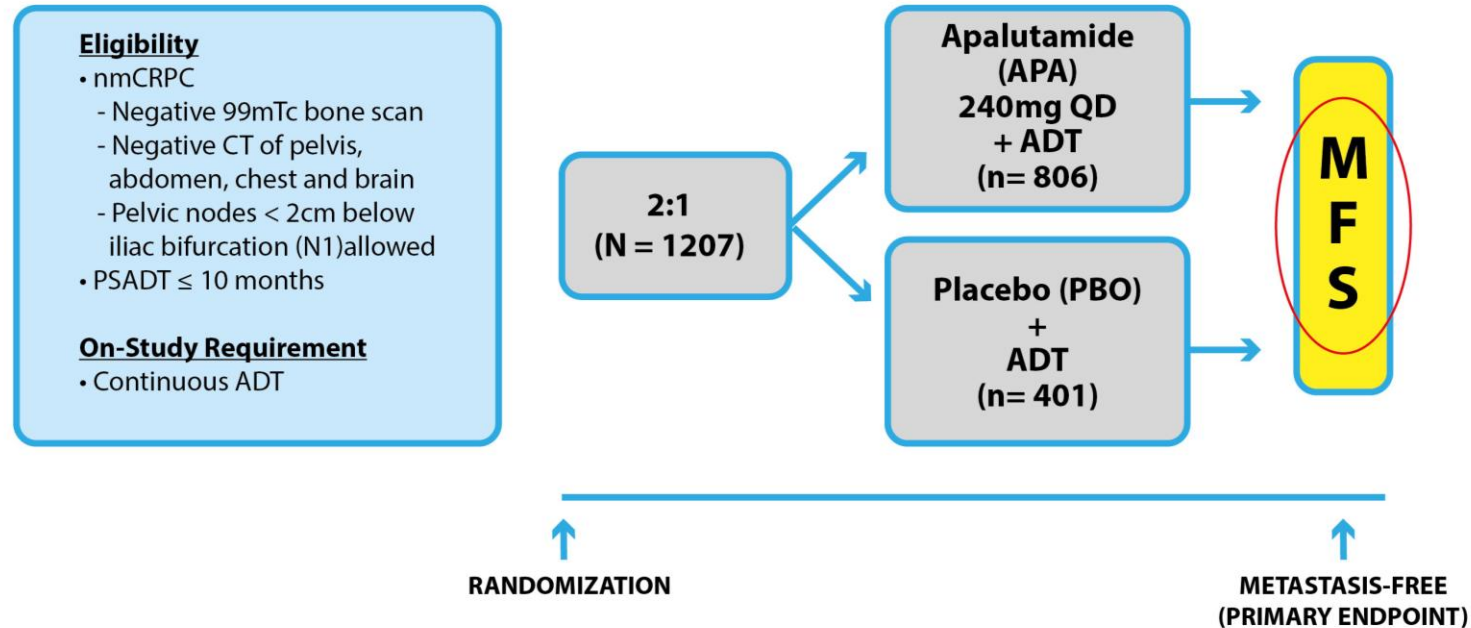 Eligibility
• nmCRPC
- Negative 99mTc bone scan
- Negative CT of pelvis,
abdomen, chest and brain
- Pelvic nodes < 2cm below
iliac bifurcation (N1)allowed
• PSADT ≤ 10 months
On-Study Requirement
• Continuous ADT
2:1
(N = 1207)
Apalutamide
(APA)
240mg QD
+ ADT
(n= 806)
Placebo (PBO)
+
ADT
(n= 401)
M
F
S
RANDOMIZATION
METASTASIS-FREE
(PRIMARY ENDPOINT)